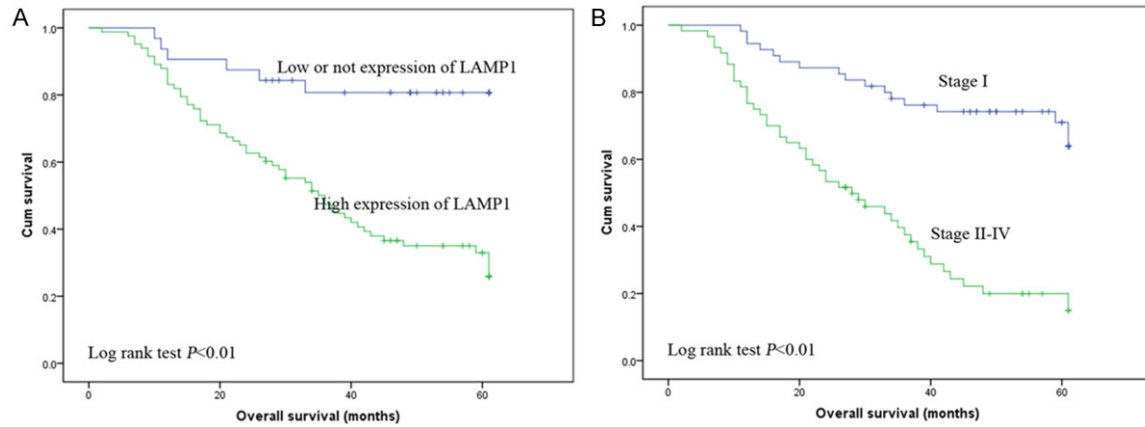 A
Cum survival
1.0
0.8
0.6
0.4
0.2
0.0
Low or not expression of LAMP1
High expression of LAMP1
Log rank test P<0.01
0 20 40 60
Overall survival (months)
B
Cum survival
1.0
0.8
0.6
0.4
0.2
0.0
Stage I
Stage II-IV
Log rank test P<0.01
0 20 40 60
Overall survival (months)